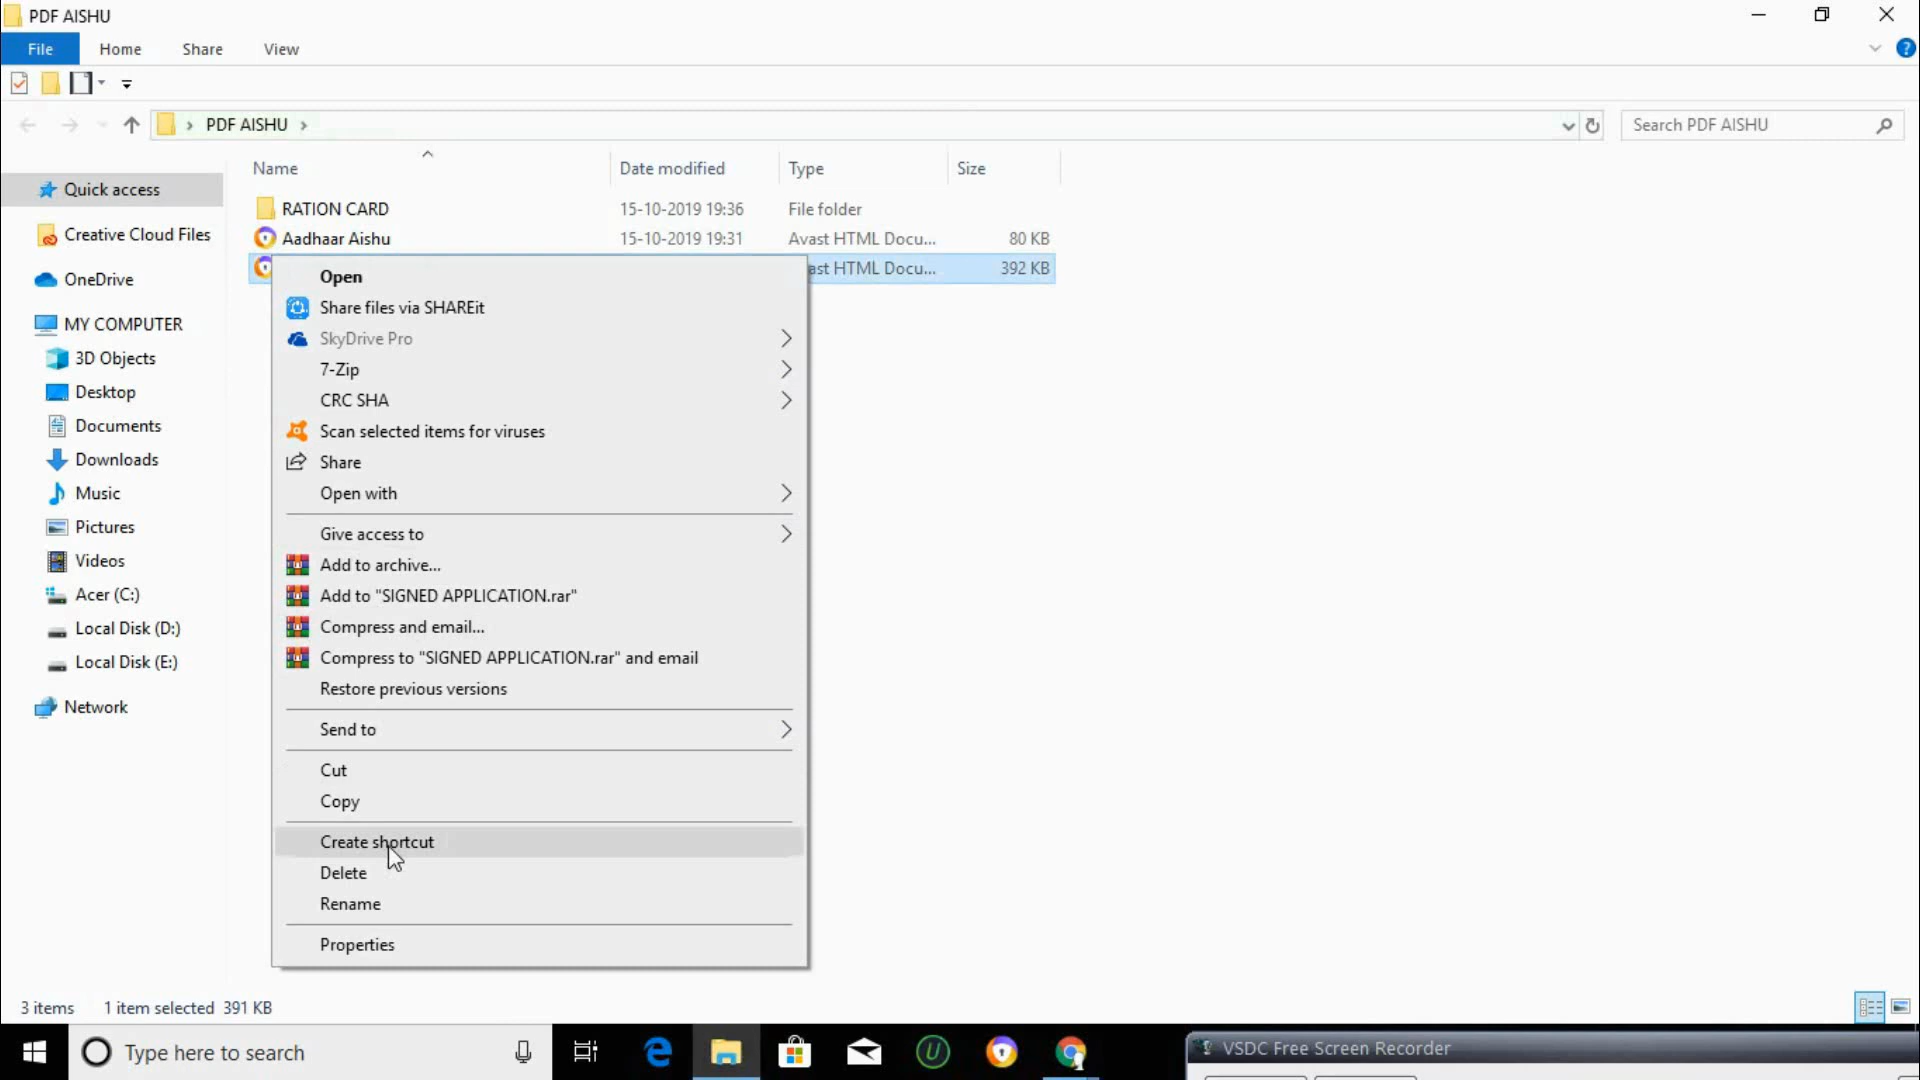 PDF AISHU
File Home Share View
PDF AISHU
Search PDF AISHU
Name Date modified Type Size
Quick access
Creative Cloud Files
OneDrive
MY COMPUTER
3D Objects
Desktop
Documents
Downloads
Music
Pictures
Videos
Acer (C:)
Local Disk (D:)
Local Disk (E:)
Network
RATION CARD 15-10-2019 19:36 File folder
Aadhaar Aishu 15-10-2019 19:31 Avast HTML Docu... 80 KB
ast HTML Docu... 392 KB
Open
Share files via SHAREit
SkyDrive Pro
7-Zip
CRC SHA
Scan selected items for viruses
Share
Open with
Give access to
Add to archive...
Add to "SIGNED APPLICATION.rar"
Compress and email...
Compress to "SIGNED APPLICATION.rar" and email
Restore previous versions
Send to
Cut
Copy
Create shortcut
Delete
Rename
Properties
3 items 1 item selected 391 KB
Type here to search
VSDC Free Screen Recorder